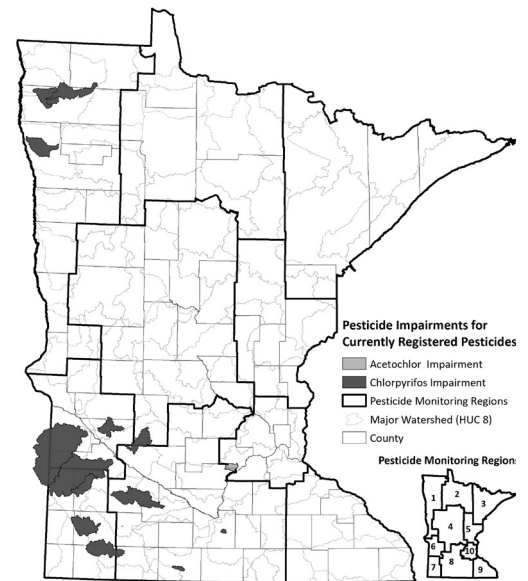 Pesticide Impairments for
Currently Registered Pesticides
Acetochlor Impairment
Chlorpyrifos Impairment
Pesticide Monitoring Regions
Major Watershed (HUC 8)
County
Pesticide Monitoring Regions
1
2
3
4
5
6
10
7
8
9